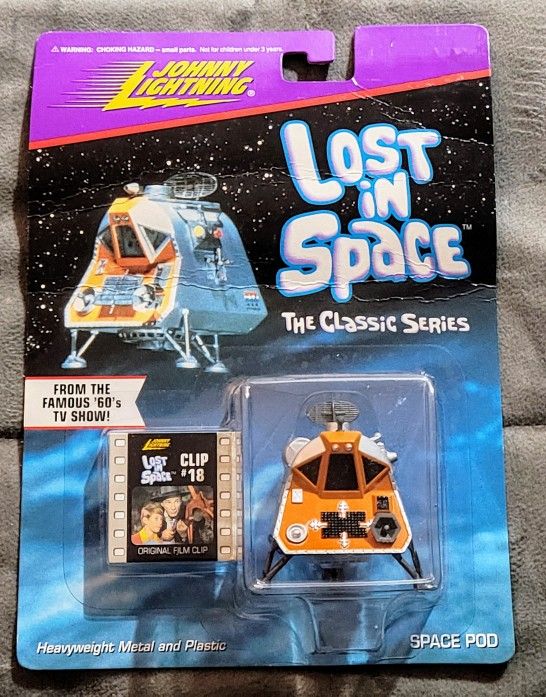 ⚠ WARNING: CHOKING HAZARD — small parts. Not for children under 3 years.
JOHNNY
LIGHTNING®
LOST
iN
SPACE™
THE CLASSIC SERIES
FROM THE
FAMOUS '60's
TV SHOW!
JOHNNY
LIGHTNING
LOST
iN
SPACE™
CLIP
#18
ORIGINAL FILM CLIP
Heavyweight Metal and Plastic
SPACE POD